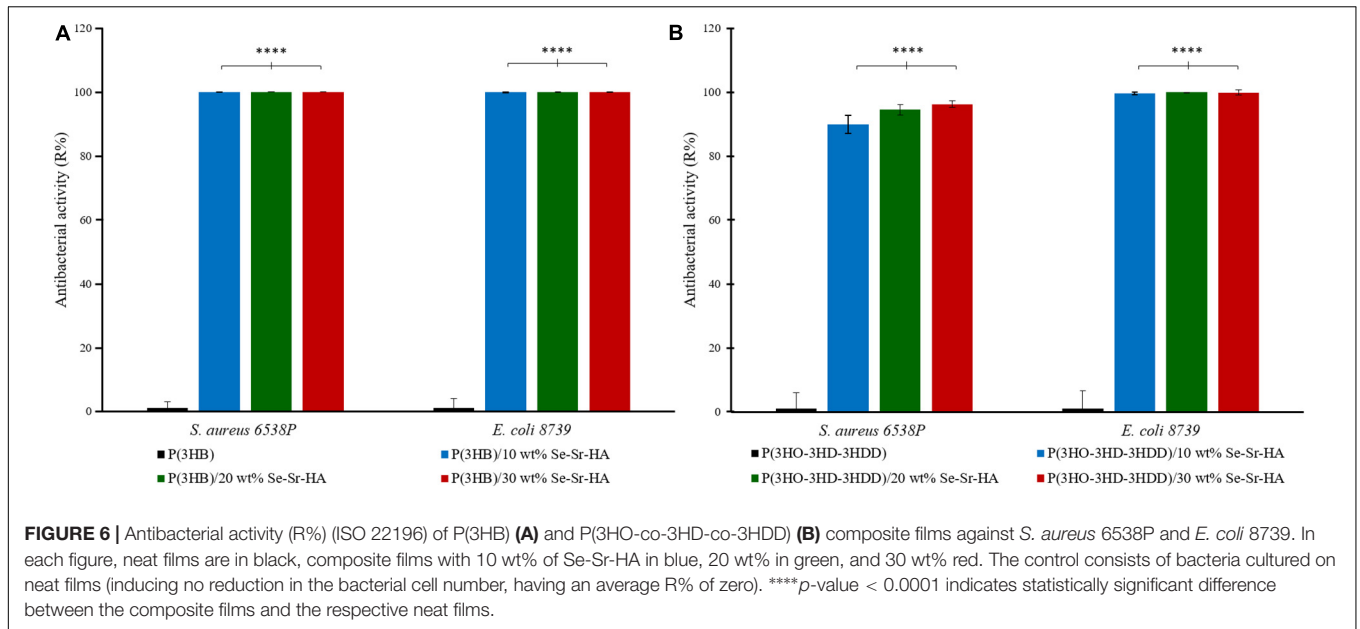 A
120
100
80
60
40
20
0
Antibacterial activity (R%)
****
****
S. aureus 6538P
E. coli 8739
P(3HB)
P(3HB)/10 wt% Se-Sr-HA
P(3HB)/20 wt% Se-Sr-HA
P(3HB)/30 wt% Se-Sr-HA
B
120
100
80
60
40
20
0
Antibacterial activity (R%)
****
****
S. aureus 6538P
E. coli 8739
P(3HO-3HD-3HDD)
P(3HO-3HD-3HDD)/10 wt% Se-Sr-HA
P(3HO-3HD-3HDD)/20 wt% Se-Sr-HA
P(3HO-3HD-3HDD)/30 wt% Se-Sr-HA
FIGURE 6 | Antibacterial activity (R%) (ISO 22196) of P(3HB) (A) and P(3HO-co-3HD-co-3HDD) (B) composite films against S. aureus 6538P and E. coli 8739. In
each figure, neat films are in black, composite films with 10 wt% of Se-Sr-HA in blue, 20 wt% in green, and 30 wt% red. The control consists of bacteria cultured on
neat films (inducing no reduction in the bacterial cell number, having an average R% of zero). ****p-value < 0.0001 indicates statistically significant difference
between the composite films and the respective neat films.